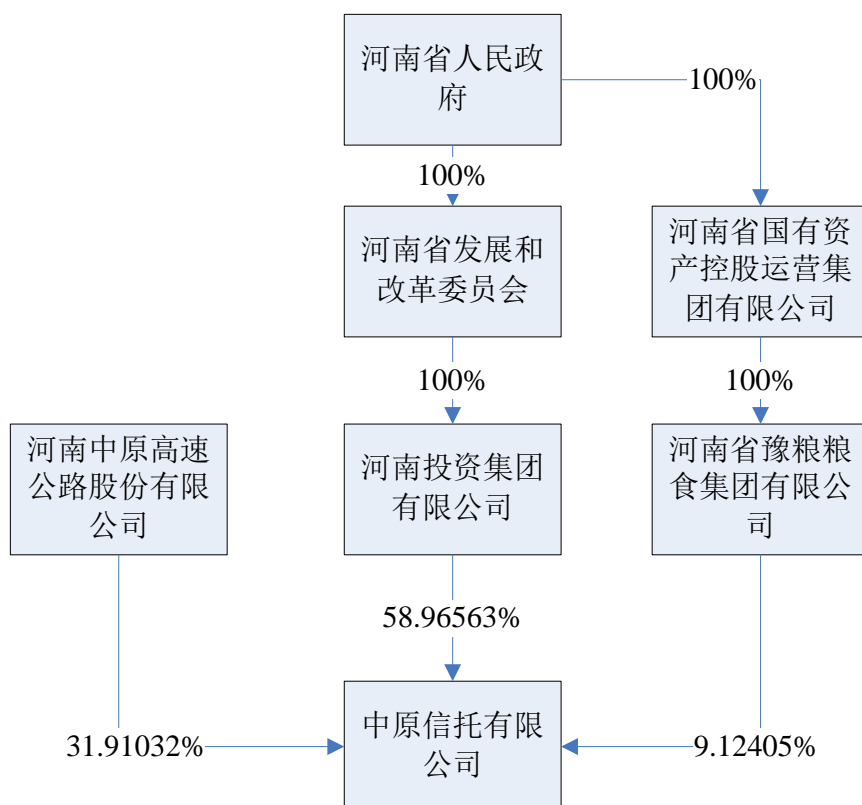 河南省人民政
府
100%
100%
河南省发展和
改革委员会
河南省国有资
产控股运营集
团有限公司
100%
100%
河南中原高速
公路股份有限
公司
河南投资集团
有限公司
河南省豫粮粮
食集团有限公
司
58.96563%
31.91032%
中原信托有限
公司
9.12405%